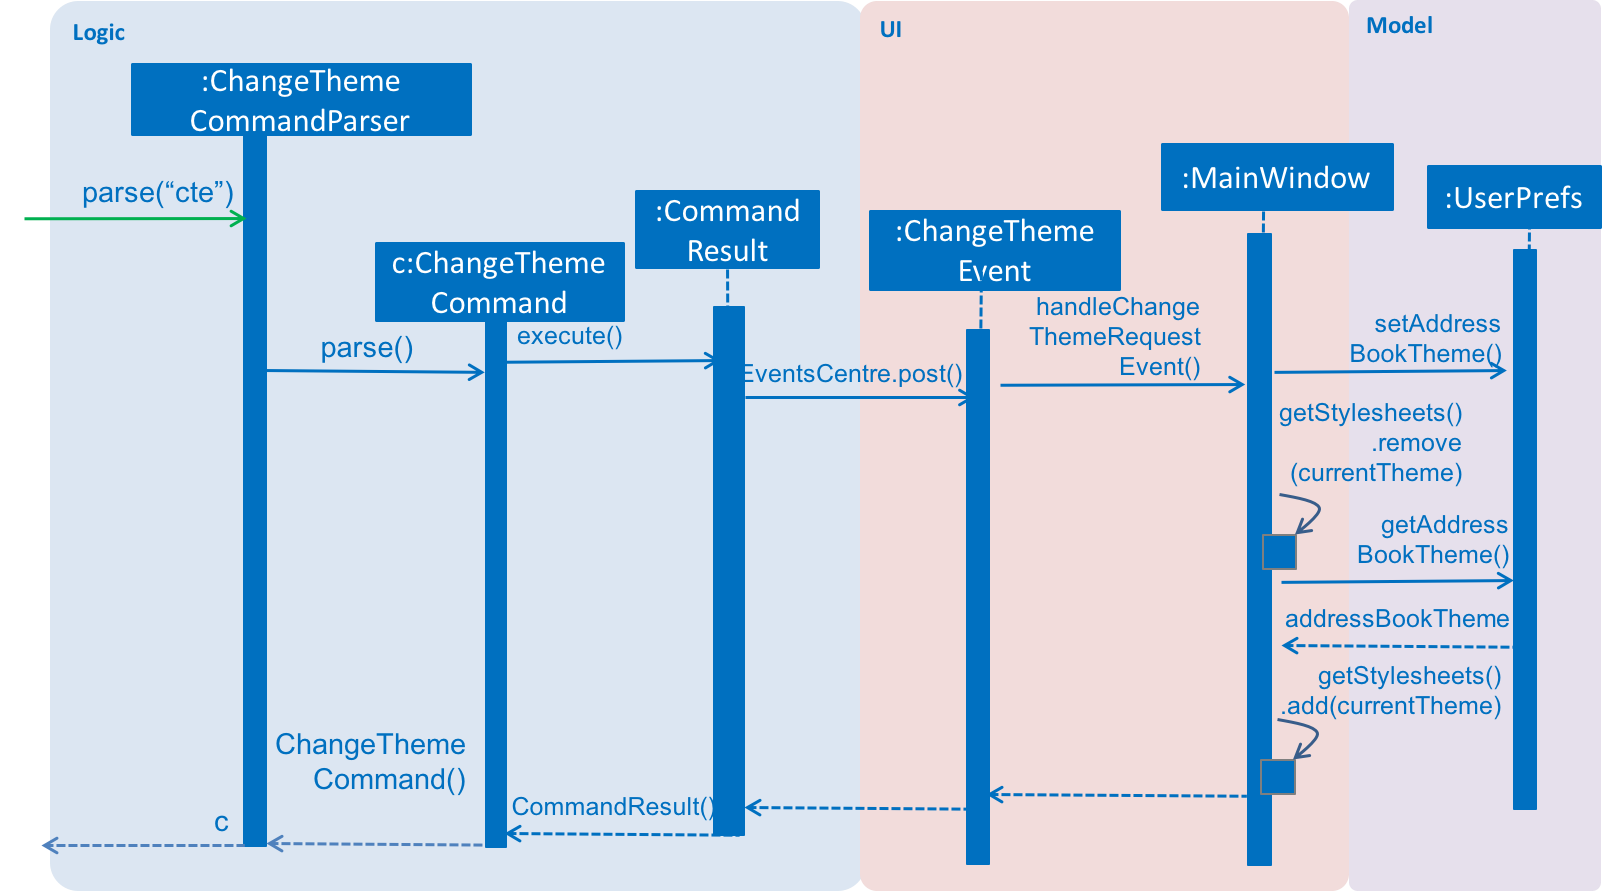 Logic
UI
Model
:ChangeTheme
CommandParser
:MainWindow
:UserPrefs
parse(“cte”)
:Command
Result
:ChangeTheme
Event
c:ChangeTheme
Command
handleChange
ThemeRequest
Event()
setAddress
BookTheme()
execute()
parse()
EventsCentre.post()
getStylesheets()
.remove
(currentTheme)
getAddress
BookTheme()
addressBookTheme
getStylesheets()
.add(currentTheme)
ChangeTheme
Command()
CommandResult()
c